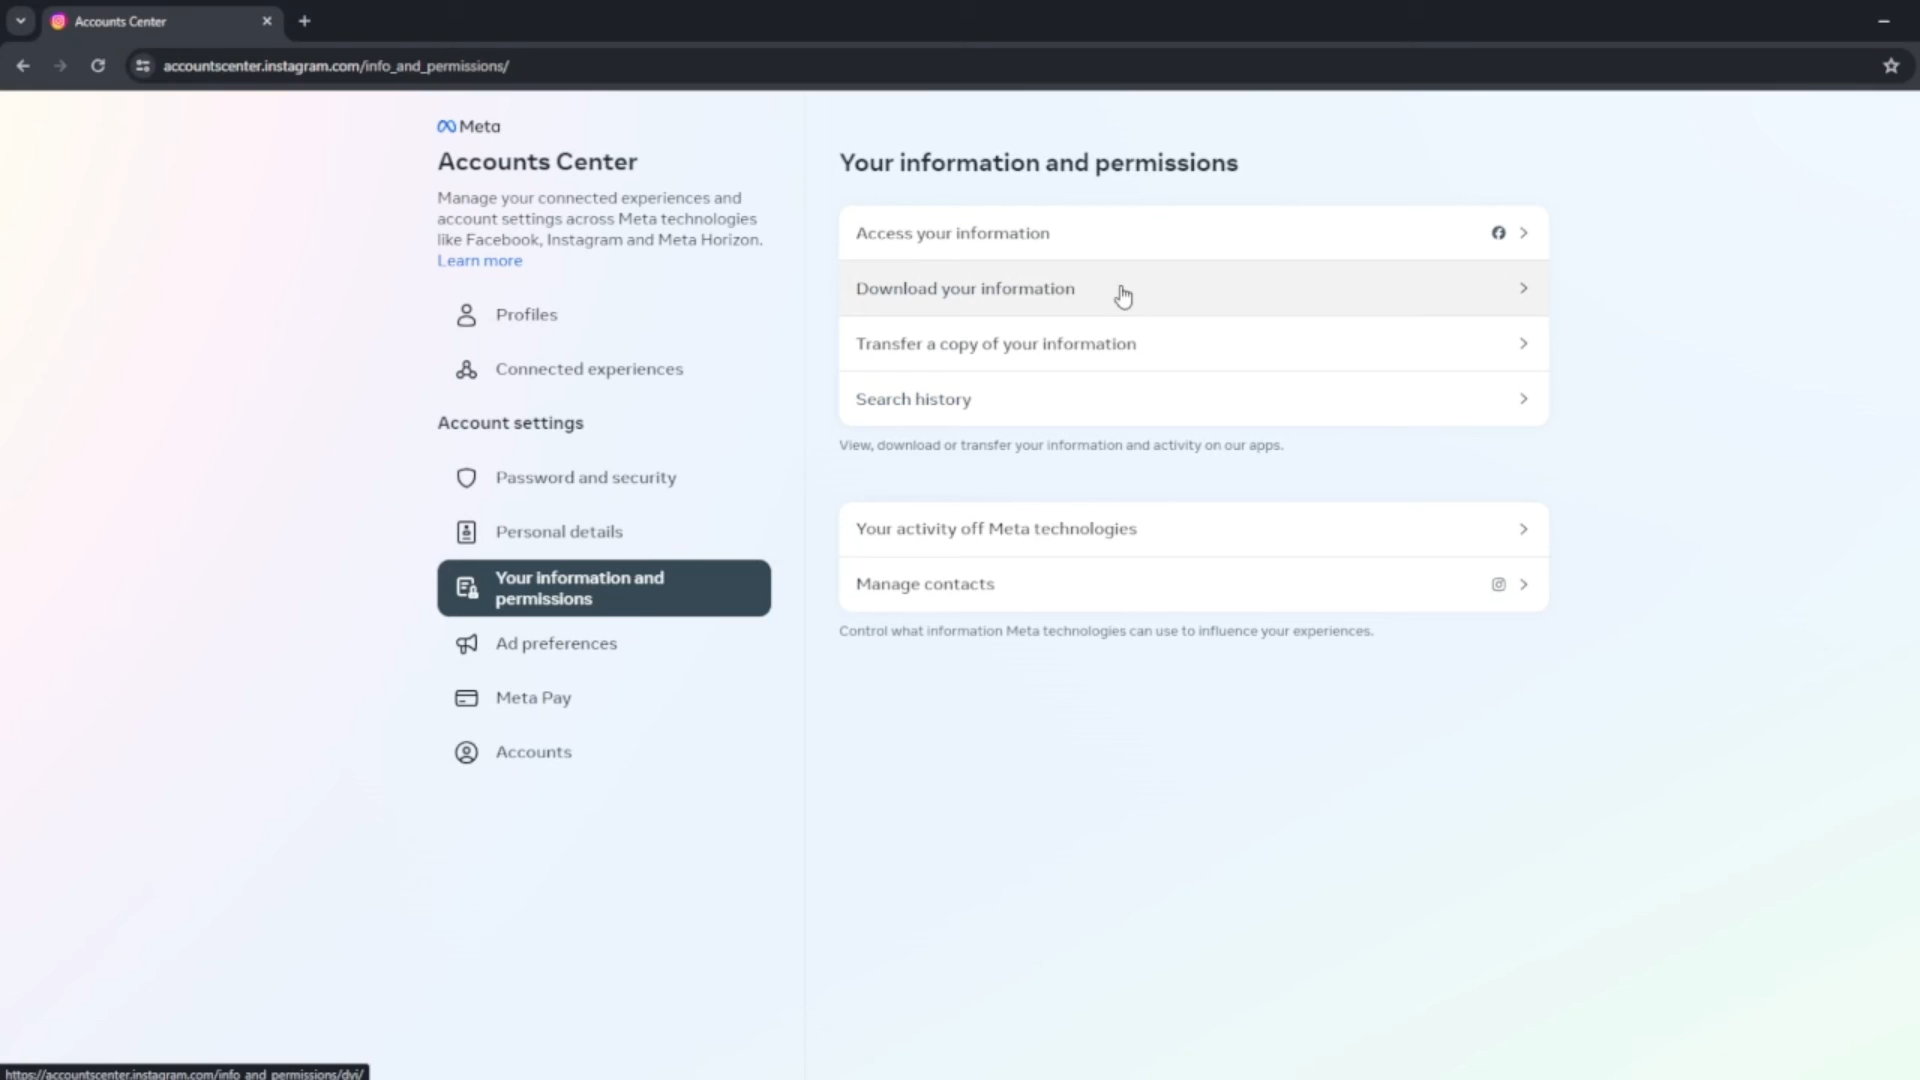 Accounts Center
accountscenter.instagram.com/info_and_permissions/
Meta
Accounts Center
Manage your connected experiences and
account settings across Meta technologies
like Facebook, Instagram and Meta Horizon.
Learn more
Profiles
Connected experiences
Account settings
Password and security
Personal details
Your information and
permissions
Ad preferences
Meta Pay
Accounts
Your information and permissions
Access your information
Download your information
Transfer a copy of your information
Search history
View, download or transfer your information and activity on our apps.
Your activity off Meta technologies
Manage contacts
Control what information Meta technologies can use to influence your experiences.
https://accountscenter.instagram.com/info_and_permissions/dyi/